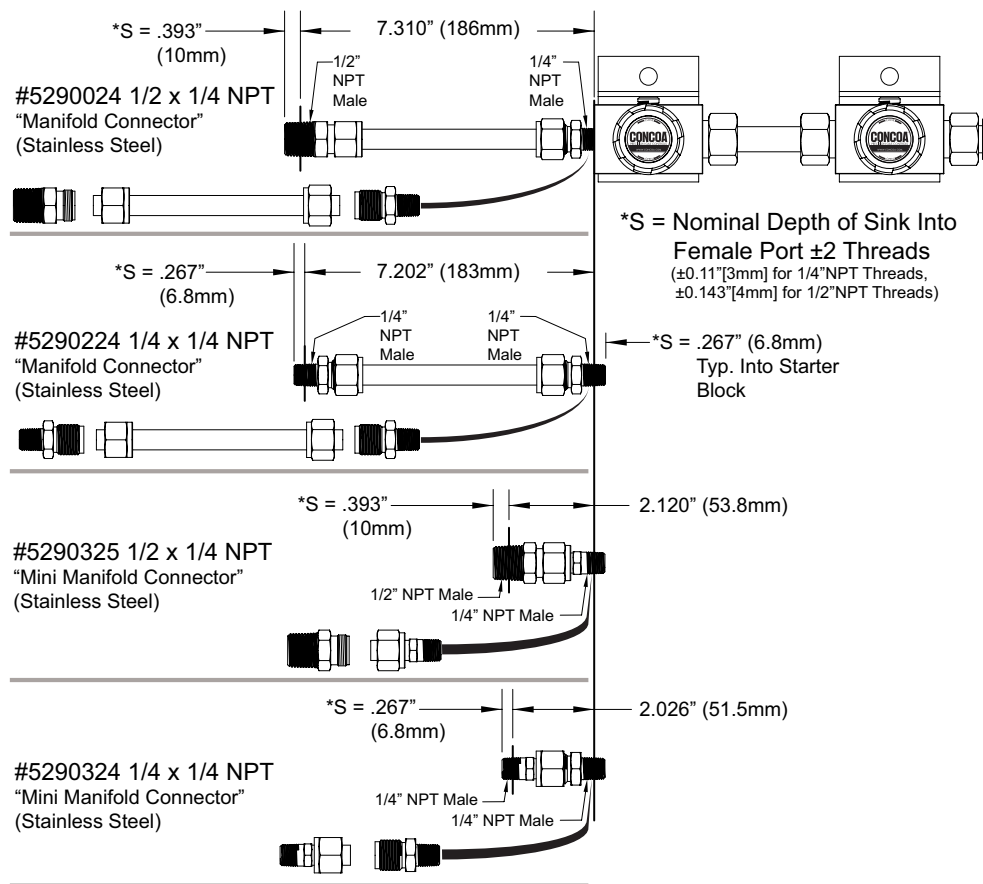 *S = .393”
(10mm)
7.310” (186mm)
1/2”
NPT
Male
1/4”
NPT
Male
#5290024 1/2 x 1/4 NPT
“Manifold Connector”
(Stainless Steel)
CONCOA
CONCOA
*S = Nominal Depth of Sink Into
Female Port ±2 Threads
(±0.11”[3mm] for 1/4”NPT Threads,
±0.143”[4mm] for 1/2”NPT Threads)
*S = .267”
(6.8mm)
7.202” (183mm)
1/4”
NPT
Male
1/4”
NPT
Male
#5290224 1/4 x 1/4 NPT
“Manifold Connector”
(Stainless Steel)
*S = .267” (6.8mm)
Typ. Into Starter
Block
*S = .393”
(10mm)
2.120” (53.8mm)
#5290325 1/2 x 1/4 NPT
“Mini Manifold Connector”
(Stainless Steel)
1/2” NPT Male
1/4” NPT Male
*S = .267”
(6.8mm)
2.026” (51.5mm)
#5290324 1/4 x 1/4 NPT
“Mini Manifold Connector”
(Stainless Steel)
1/4” NPT Male
1/4” NPT Male